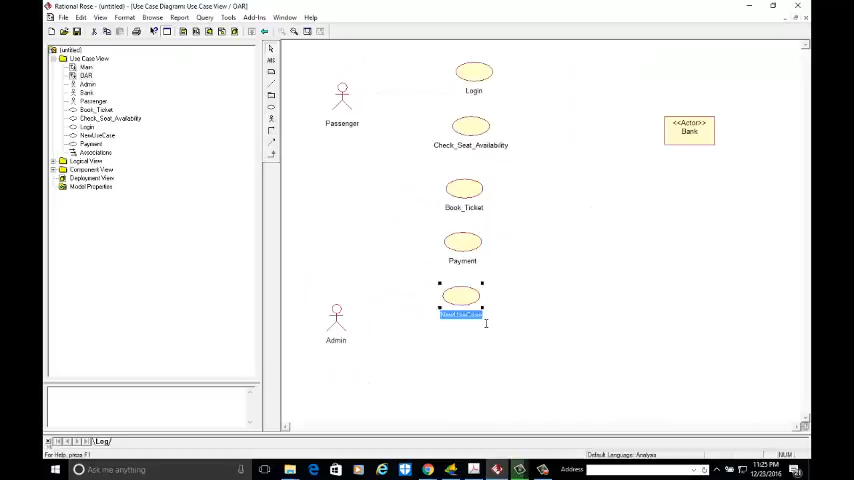 Rational Rose - (untitled) - [Use Case Diagram: Use Case View / OAR]
File Edit View Format Browse Report Query Tools Add-Ins Window Help
(untitled)
Use Case View
Main
OAR
Admin
Bank
Passenger
Book_Ticket
Check_Seat_Availability
Login
NewUseCase
Payment
Associations
Logical View
Component View
Deployment View
Model Properties
ABC
Passenger
Login
Check_Seat_Availability
<<Actor>>
Bank
Book_Ticket
Payment
NewUseCase
Admin
Log
For Help, press F1
Default Language: Analysis
NUM
Ask me anything
Address
11:25 PM
12/23/2016